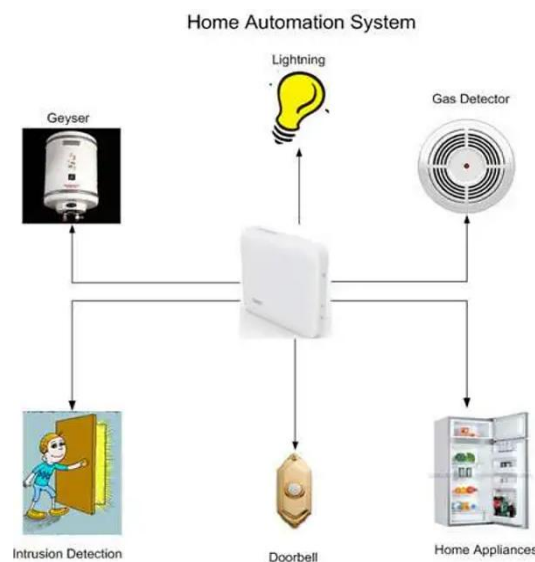 Home Automation System
Lightning
Gas Detector
Geyser
Intrusion Detection
Doorbell
Home Appliances